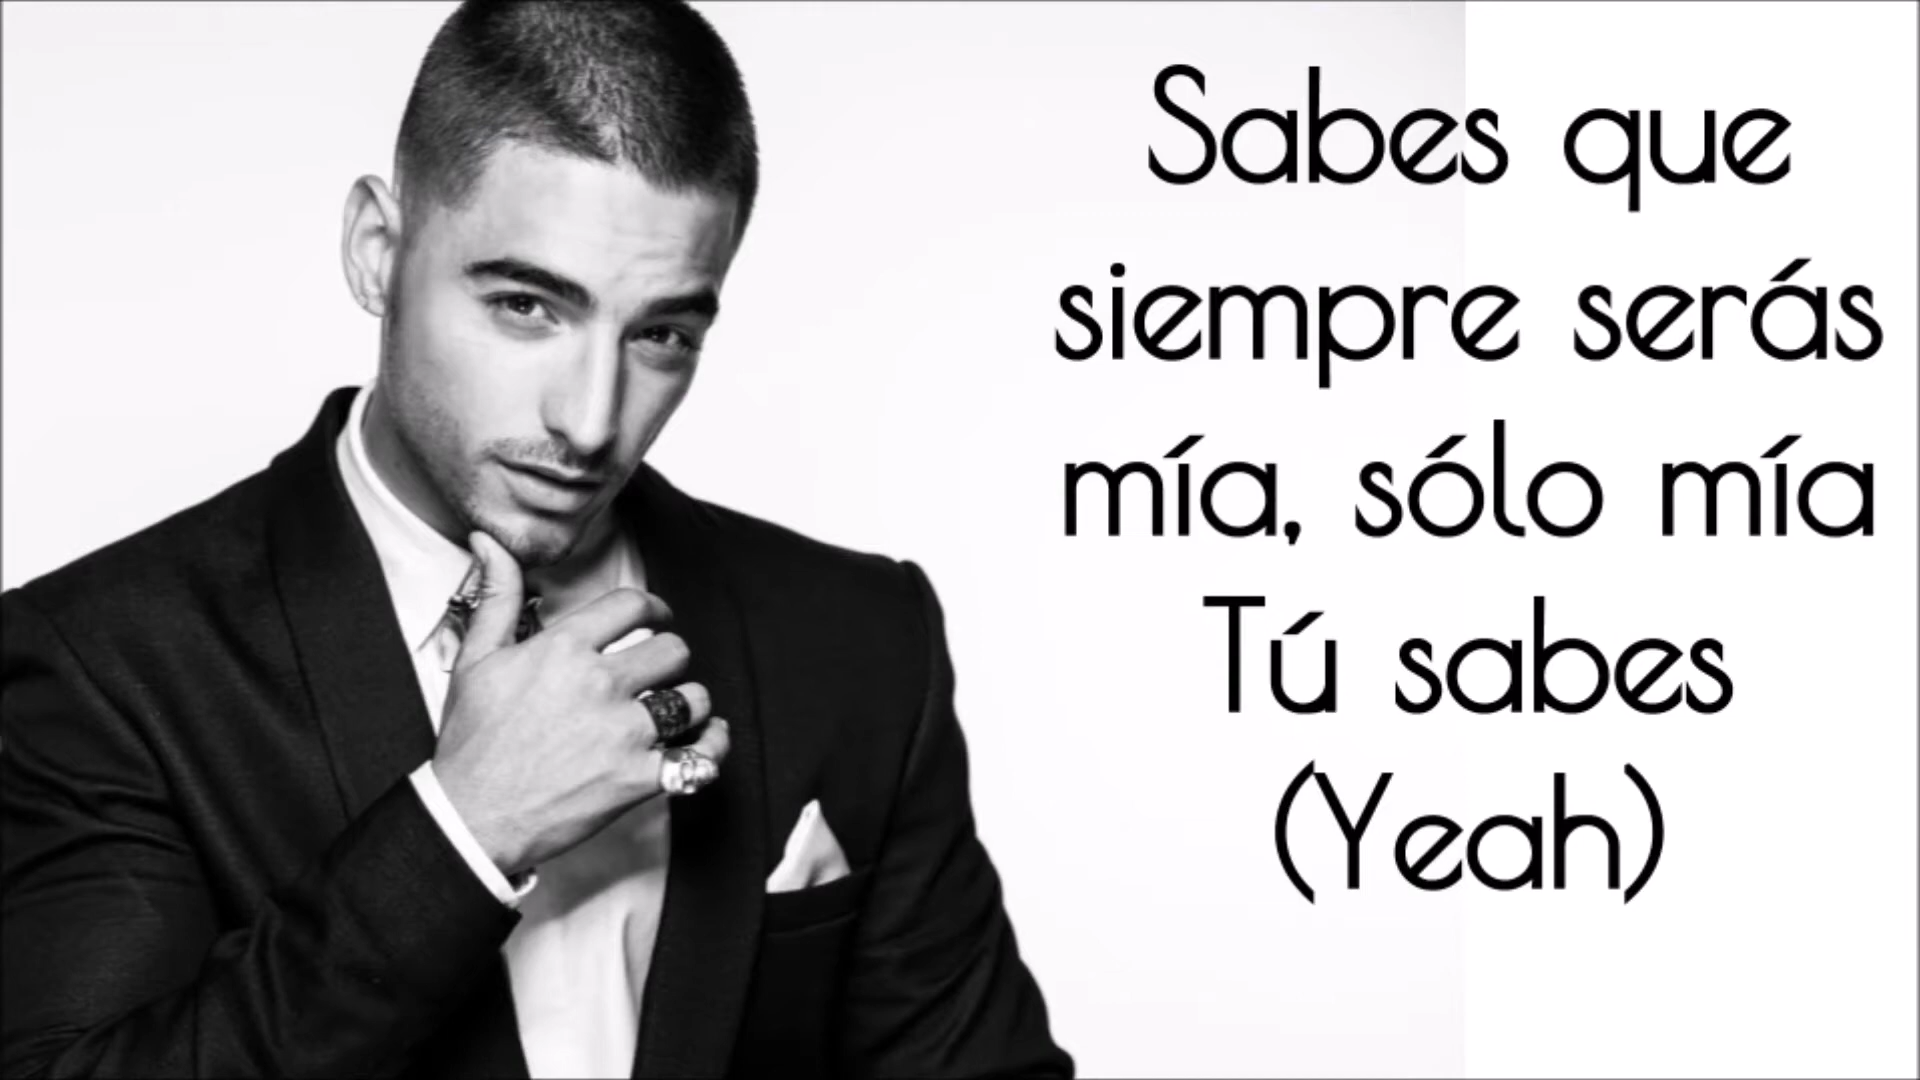 Sabes que
siempre serás
mía, sólo mía
Tú sabes
(Yeah)